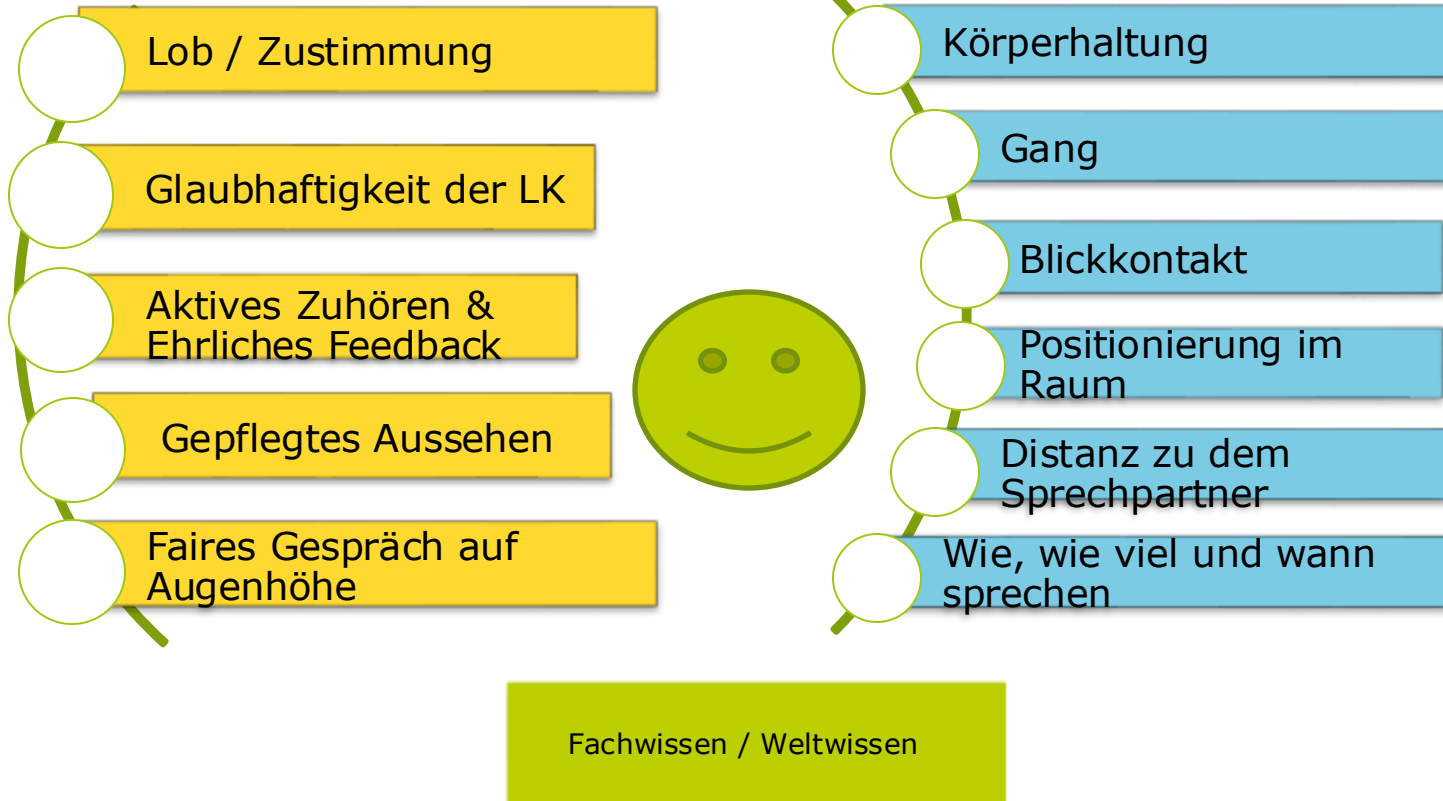 Lob / Zustimmung
Glaubhaftigkeit der LK
Aktives Zuhören &
Ehrliches Feedback
Gepflegtes Aussehen
Faires Gespräch auf
Augenhöhe
Körperhaltung
Gang
Blickkontakt
Positionierung im
Raum
Distanz zu dem
Sprechpartner
Wie, wie viel und wann
sprechen
Fachwissen / Weltwissen